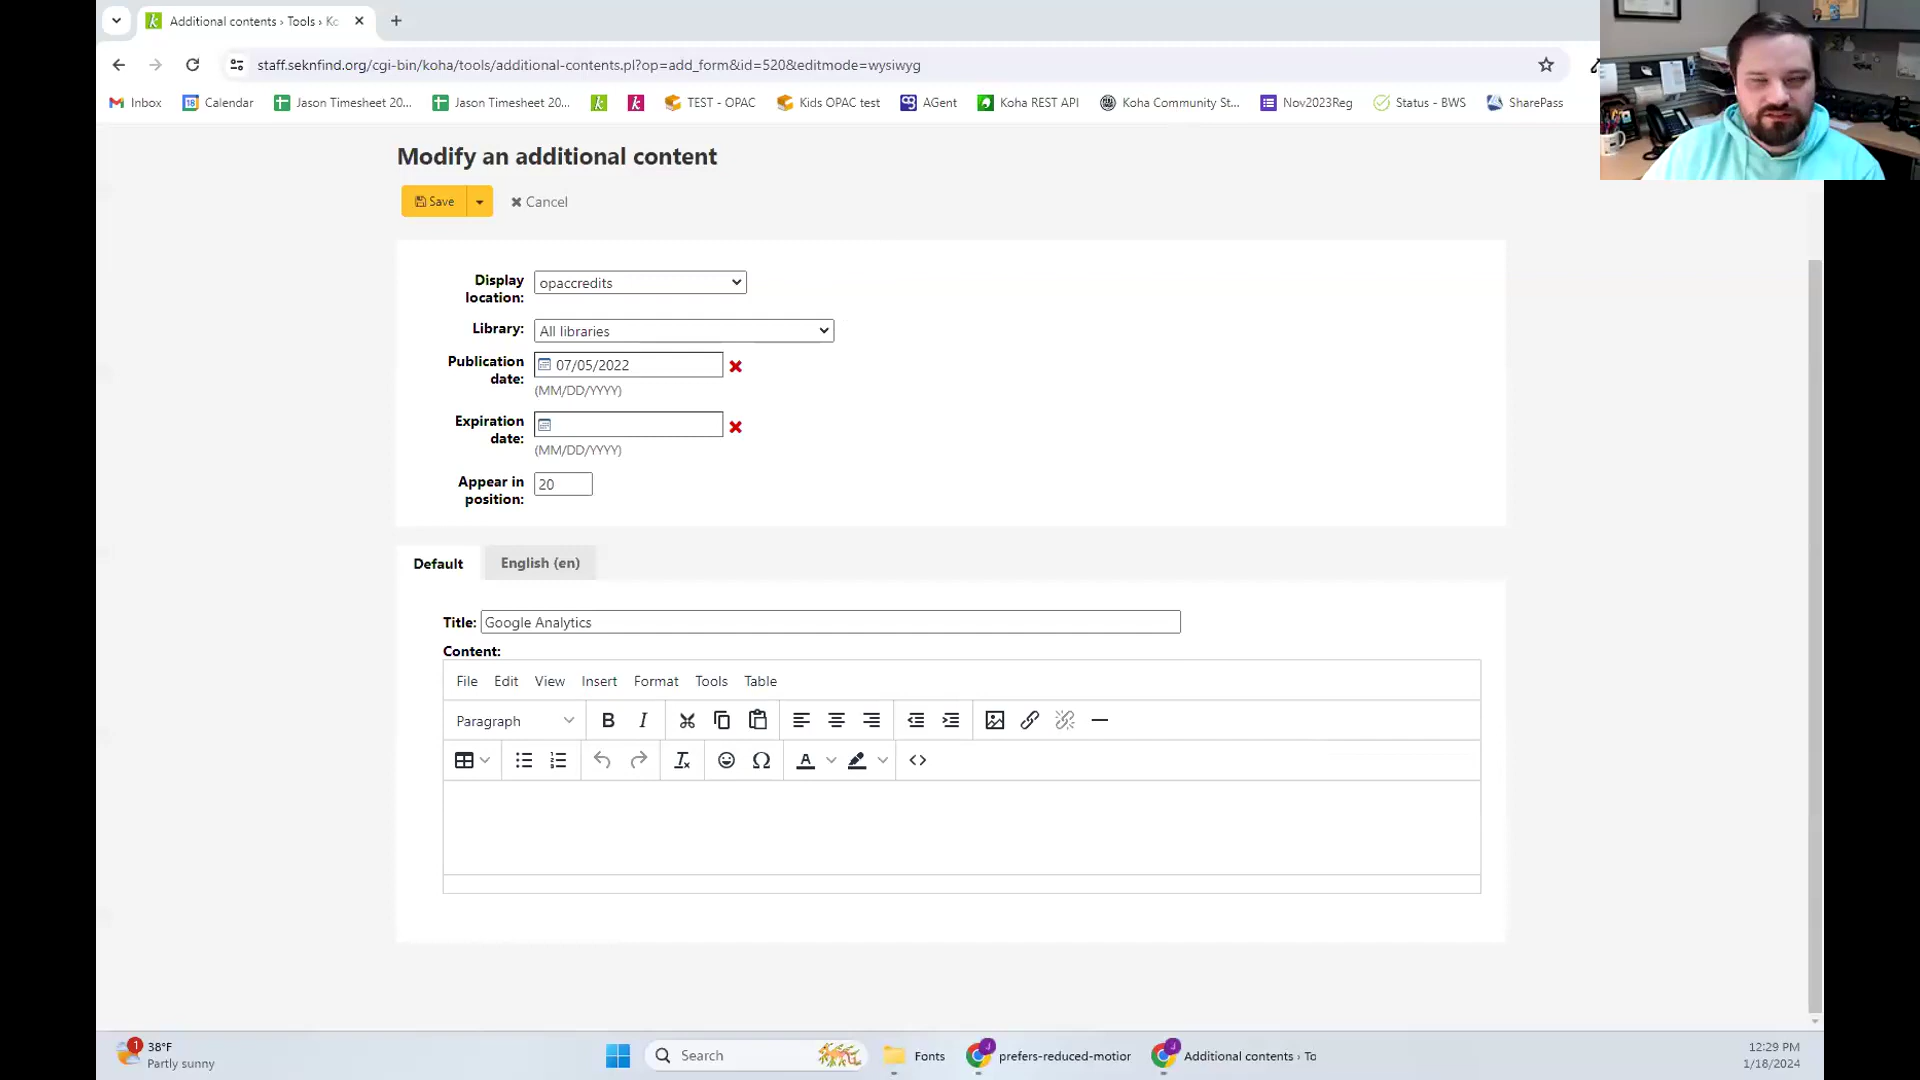 Additional contents › Tools › Ko
staff.seknfind.org/cgi-bin/koha/tools/additional-contents.pl?op=add_form&id=520&editmode=wysiwyg
Inbox Calendar Jason Timesheet 20... Jason Timesheet 20... TEST - OPAC Kids OPAC test AGent Koha REST API Koha Community St... Nov2023Reg Status - BWS SharePass
Modify an additional content
Save Cancel
Display location: opaccredits
Library: All libraries
Publication date: 07/05/2022
(MM/DD/YYYY)
Expiration date:
(MM/DD/YYYY)
Appear in position: 20
Default English (en)
Title: Google Analytics
Content:
File Edit View Insert Format Tools Table
Paragraph B I
38°F
Partly sunny
Search Fonts prefers-reduced-motior Additional contents › To
12:29 PM
1/18/2024